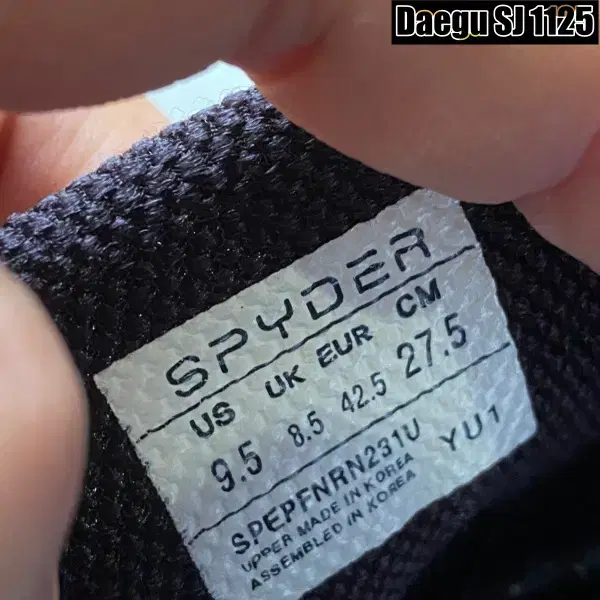 Daegu SJ 1125
SPYDER
US UK EUR CM
9.5 8.5 42.5 27.5
SPEPFNRN231U YU1
UPPER MADE IN KOREA
ASSEMBLED IN KOREA